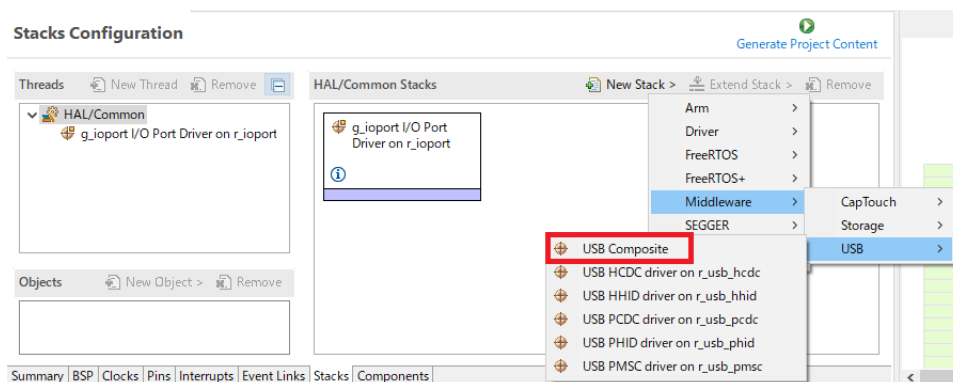 Stacks Configuration
Generate Project Content
Threads
New Thread
Remove
HAL/Common
g_ioport I/O Port Driver on r_ioport
Objects
New Object >
Remove
HAL/Common Stacks
New Stack >
Extend Stack >
Remove
g_ioport I/O Port
Driver on r_ioport
Arm
Driver
FreeRTOS
FreeRTOS+
Middleware
SEGGER
CapTouch
Storage
USB
USB Composite
USB HCDC driver on r_usb_hcdc
USB HHID driver on r_usb_hhid
USB PCDC driver on r_usb_pcdc
USB PHID driver on r_usb_phid
USB PMSC driver on r_usb_pmsc
Summary BSP Clocks Pins Interrupts Event Links Stacks Components